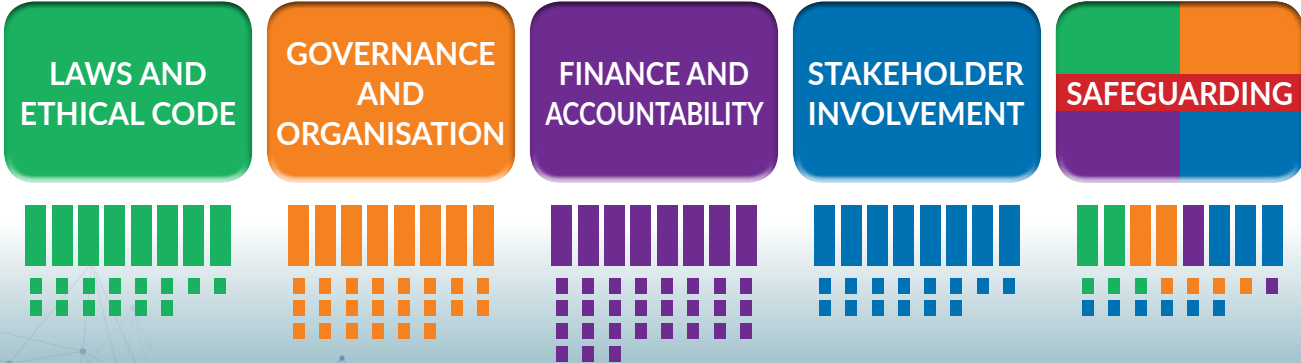 LAWS AND
ETHICAL CODE
GOVERNANCE
AND
ORGANISATION
FINANCE AND
ACCOUNTABILITY
STAKEHOLDER
INVOLVEMENT
SAFEGUARDING